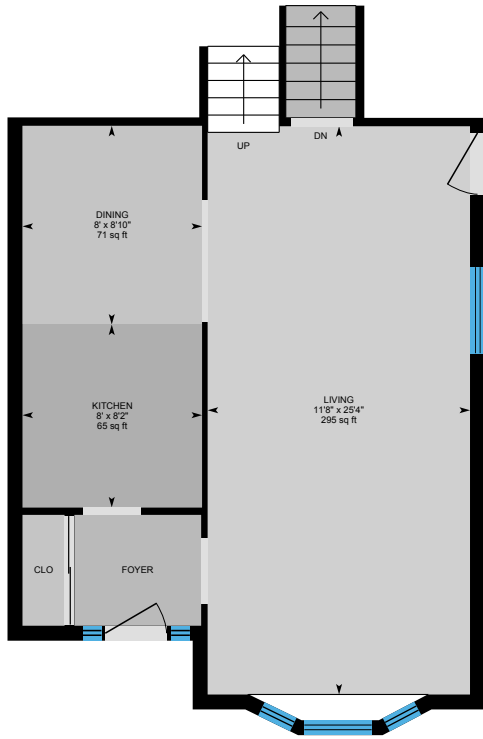 UP
DN
DINING
8' x 8'10"
71 sq ft
KITCHEN
8' x 8'2"
65 sq ft
LIVING
11'8" x 25'4"
295 sq ft
CLO
FOYER